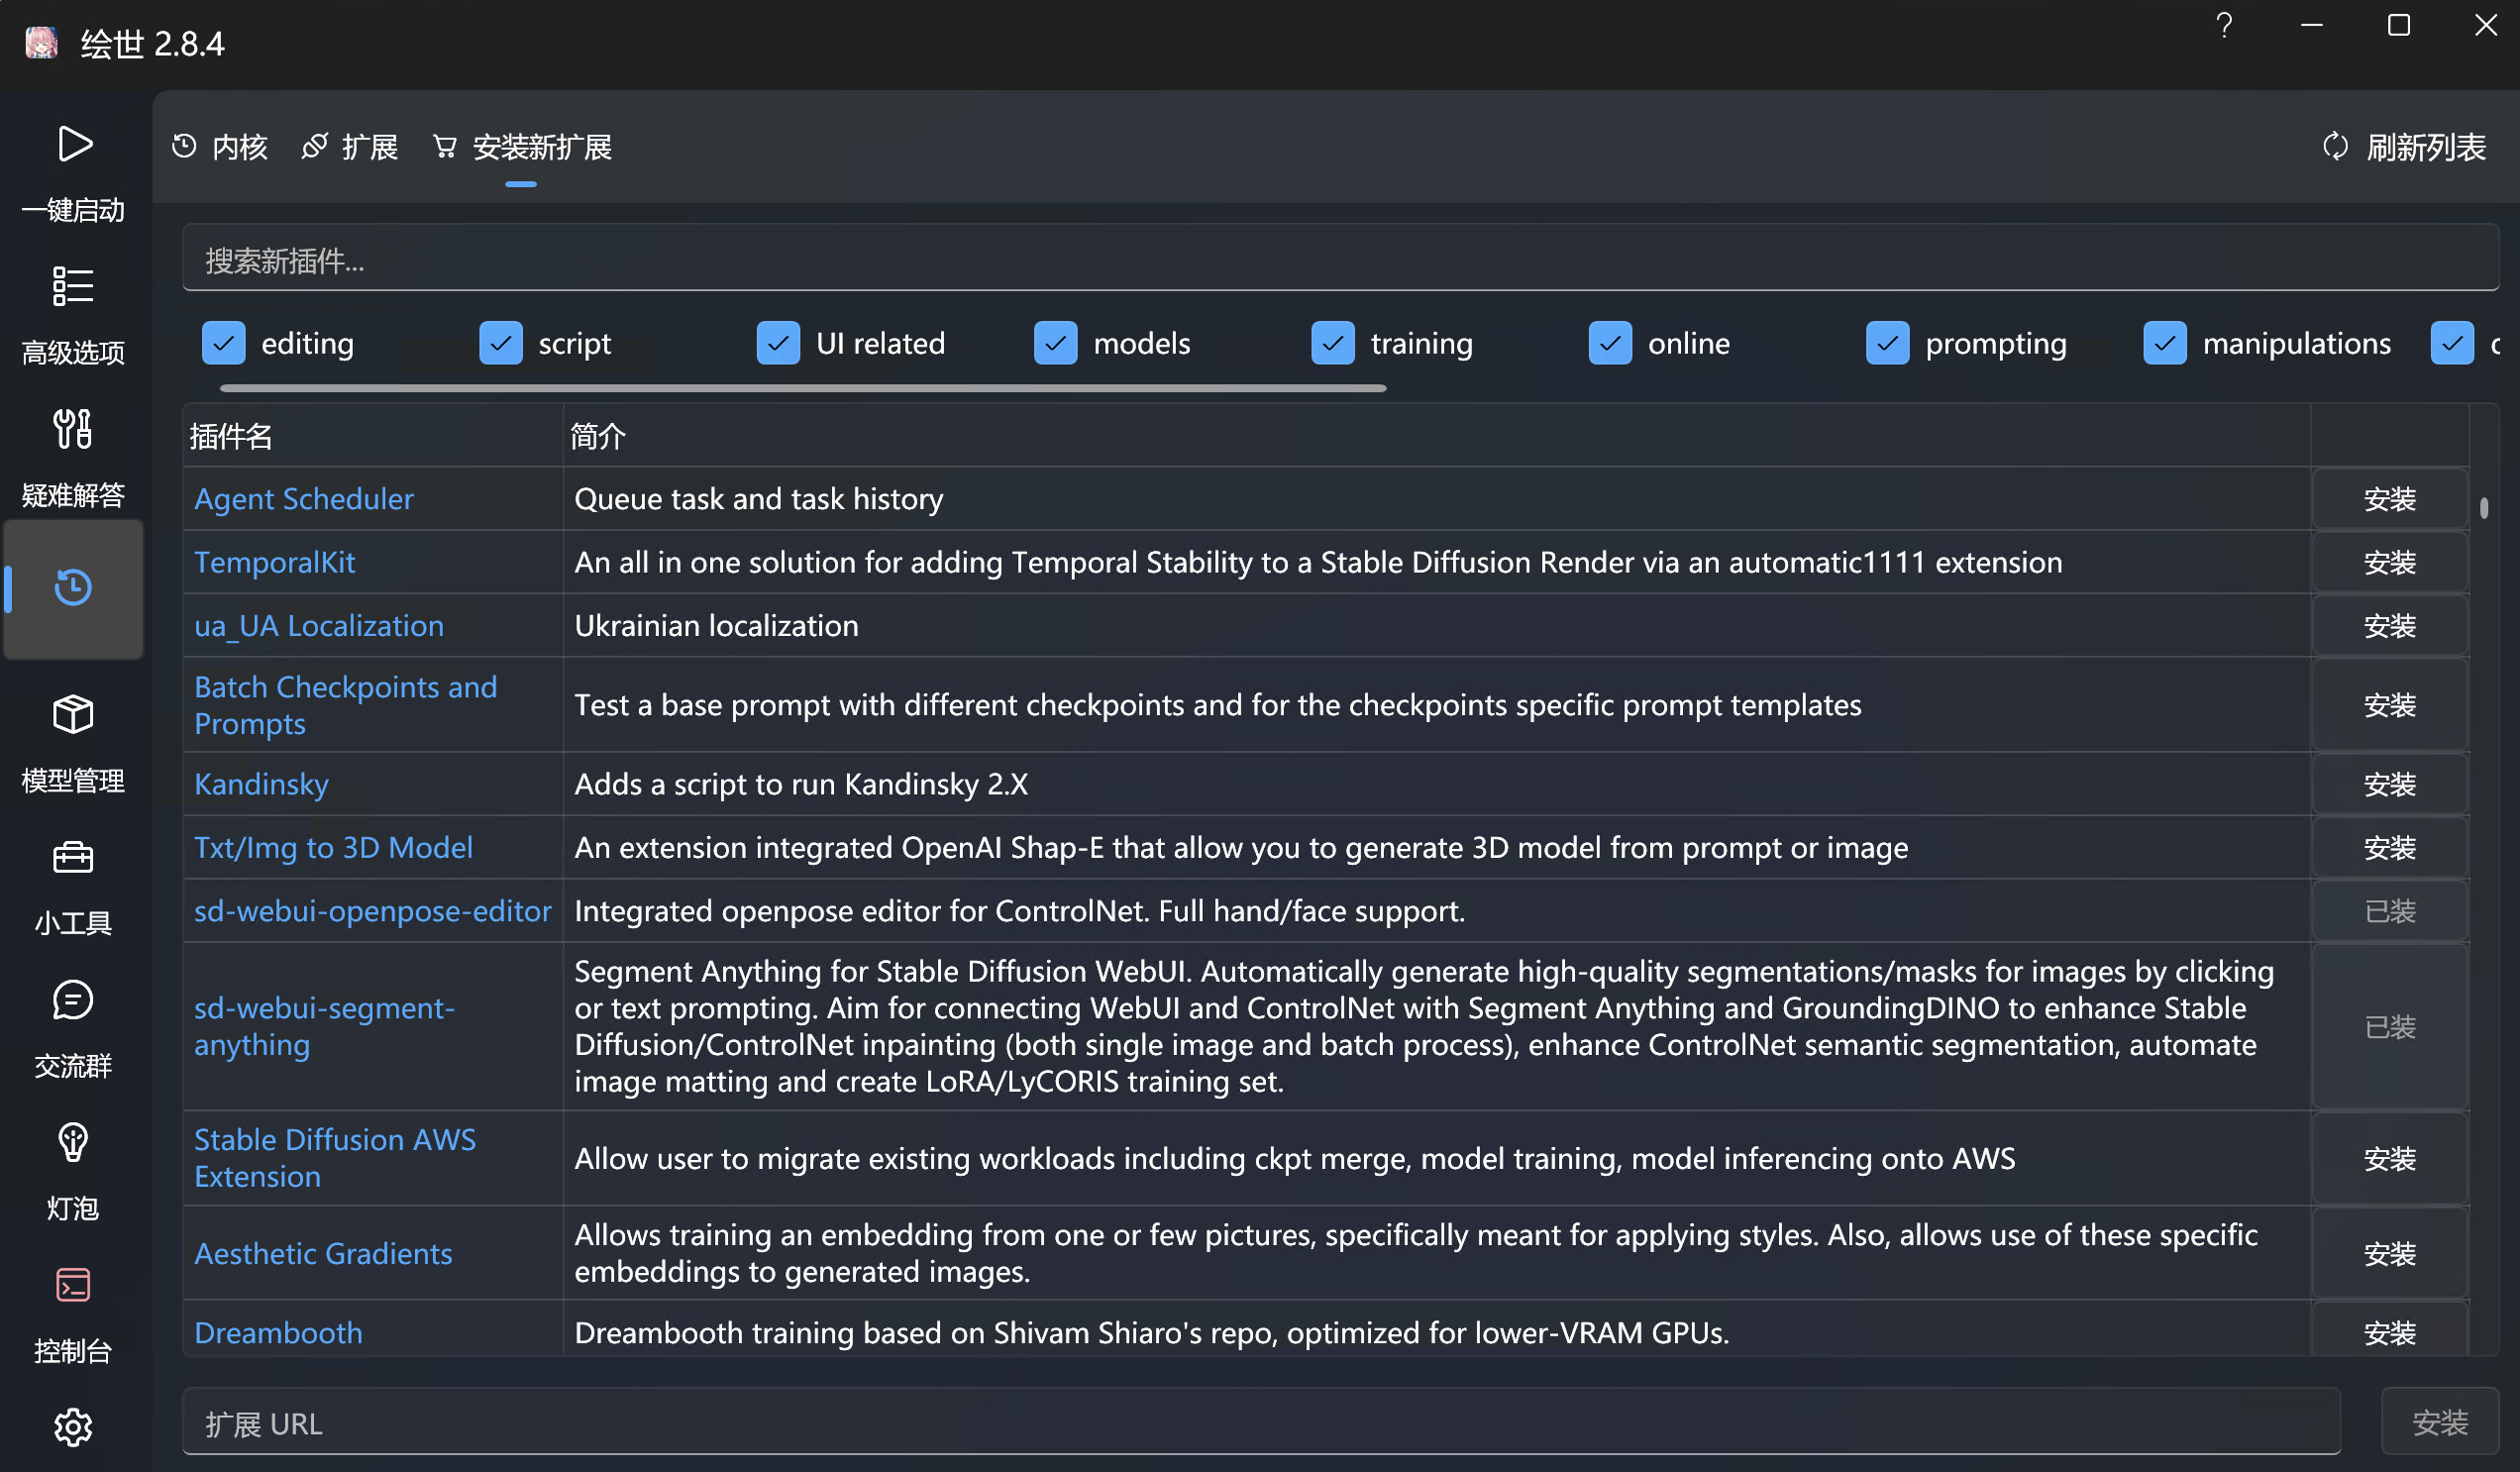 绘世 2.8.4
一键启动
高级选项
疑难解答
模型管理
小工具
交流群
灯泡
控制台
内核
扩展
安装新扩展
刷新列表
搜索新插件...
editing
script
UI related
models
training
online
prompting
manipulations
插件名
简介
Agent Scheduler
Queue task and task history
安装
TemporalKit
An all in one solution for adding Temporal Stability to a Stable Diffusion Render via an automatic1111 extension
安装
ua_UA Localization
Ukrainian localization
安装
Batch Checkpoints and
Prompts
Test a base prompt with different checkpoints and for the checkpoints specific prompt templates
安装
Kandinsky
Adds a script to run Kandinsky 2.X
安装
Txt/Img to 3D Model
An extension integrated OpenAI Shap-E that allow you to generate 3D model from prompt or image
安装
sd-webui-openpose-editor
Integrated openpose editor for ControlNet. Full hand/face support.
已装
sd-webui-segment-
anything
Segment Anything for Stable Diffusion WebUI. Automatically generate high-quality segmentations/masks for images by clicking
or text prompting. Aim for connecting WebUI and ControlNet with Segment Anything and GroundingDINO to enhance Stable
Diffusion/ControlNet inpainting (both single image and batch process), enhance ControlNet semantic segmentation, automate
image matting and create LoRA/LyCORIS training set.
已装
Stable Diffusion AWS
Extension
Allow user to migrate existing workloads including ckpt merge, model training, model inferencing onto AWS
安装
Aesthetic Gradients
Allows training an embedding from one or few pictures, specifically meant for applying styles. Also, allows use of these specific
embeddings to generated images.
安装
Dreambooth
Dreambooth training based on Shivam Shiaro's repo, optimized for lower-VRAM GPUs.
安装
扩展 URL
安装